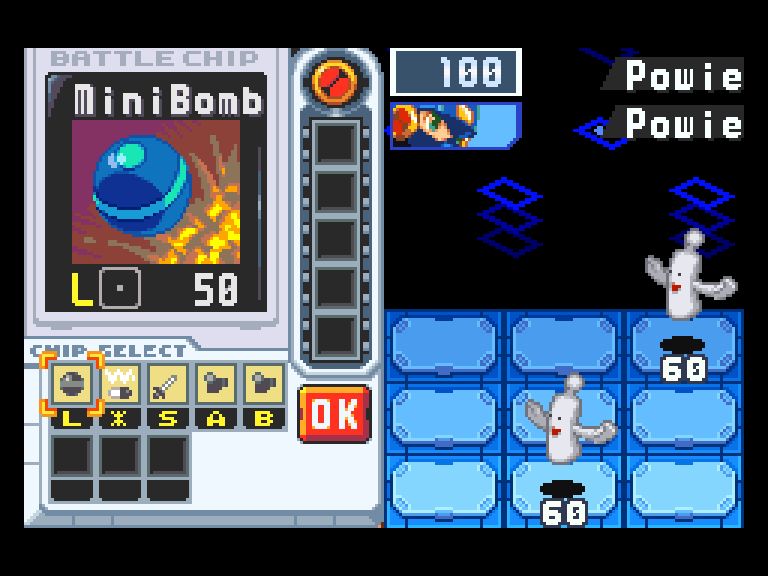 BATTLE CHIP
MiniBomb
L 50
CHIP SELECT
L * S A B
OK
100
Powie
Powie
60
60